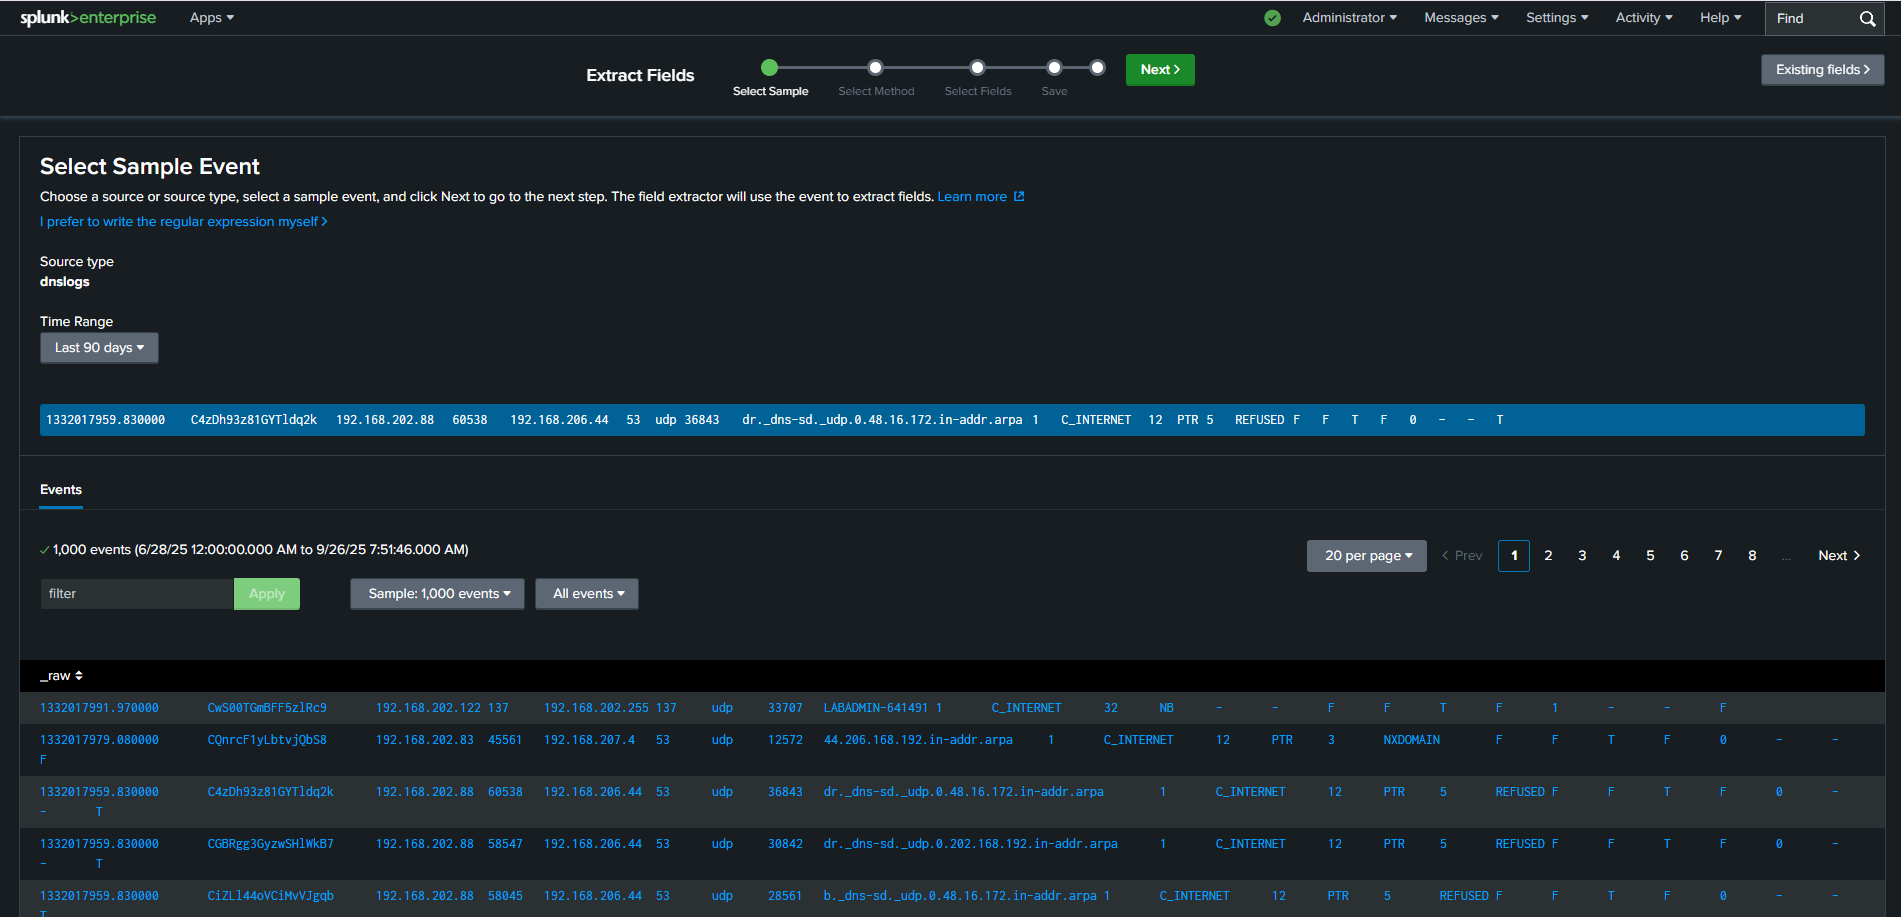 splunk>enterprise Apps Administrator Messages Settings Activity Help Find
Extract Fields Select Sample Select Method Select Fields Save Next > Existing fields >
Select Sample Event
Choose a source or source type, select a sample event, and click Next to go to the next step. The field extractor will use the event to extract fields. Learn more
I prefer to write the regular expression myself >
Source type
dnslogs
Time Range
Last 90 days
1332017959.830000 C4zDh93z81GYTldq2k 192.168.202.88 60538 192.168.206.44 53 udp 36843 dr._dns-sd._udp.0.48.16.172.in-addr.arpa 1 C_INTERNET 12 PTR 5 REFUSED F F T F 0 - - T
Events
✓ 1,000 events (6/28/25 12:00:00.000 AM to 9/26/25 7:51:46.000 AM)
20 per page < Prev 1 2 3 4 5 6 7 8 ... Next >
filter Apply Sample: 1,000 events All events
_raw
1332017991.970000 CwS00TGmBFF5zlRc9 192.168.202.122 137 192.168.202.255 137 udp 33707 LABADMIN-641491 1 C_INTERNET 32 NB - - F F T F 1 - - F
1332017979.080000 CQnrcF1yLbtvjQbS8 192.168.202.83 45561 192.168.207.4 53 udp 12572 44.206.168.192.in-addr.arpa 1 C_INTERNET 12 PTR 3 NXDOMAIN F F T F 0 - -
F
1332017959.830000 C4zDh93z81GYTldq2k 192.168.202.88 60538 192.168.206.44 53 udp 36843 dr._dns-sd._udp.0.48.16.172.in-addr.arpa 1 C_INTERNET 12 PTR 5 REFUSED F F T F 0 -
- T
1332017959.830000 CGBRgg3GyzwSHlWkB7 192.168.202.88 58547 192.168.206.44 53 udp 30842 dr._dns-sd._udp.0.202.168.192.in-addr.arpa 1 C_INTERNET 12 PTR 5 REFUSED F F T F 0 -
- T
1332017959.830000 CiZLl44oVCiMvVJgqb 192.168.202.88 58045 192.168.206.44 53 udp 28561 b._dns-sd._udp.0.48.16.172.in-addr.arpa 1 C_INTERNET 12 PTR 5 REFUSED F F T F 0 - -
T